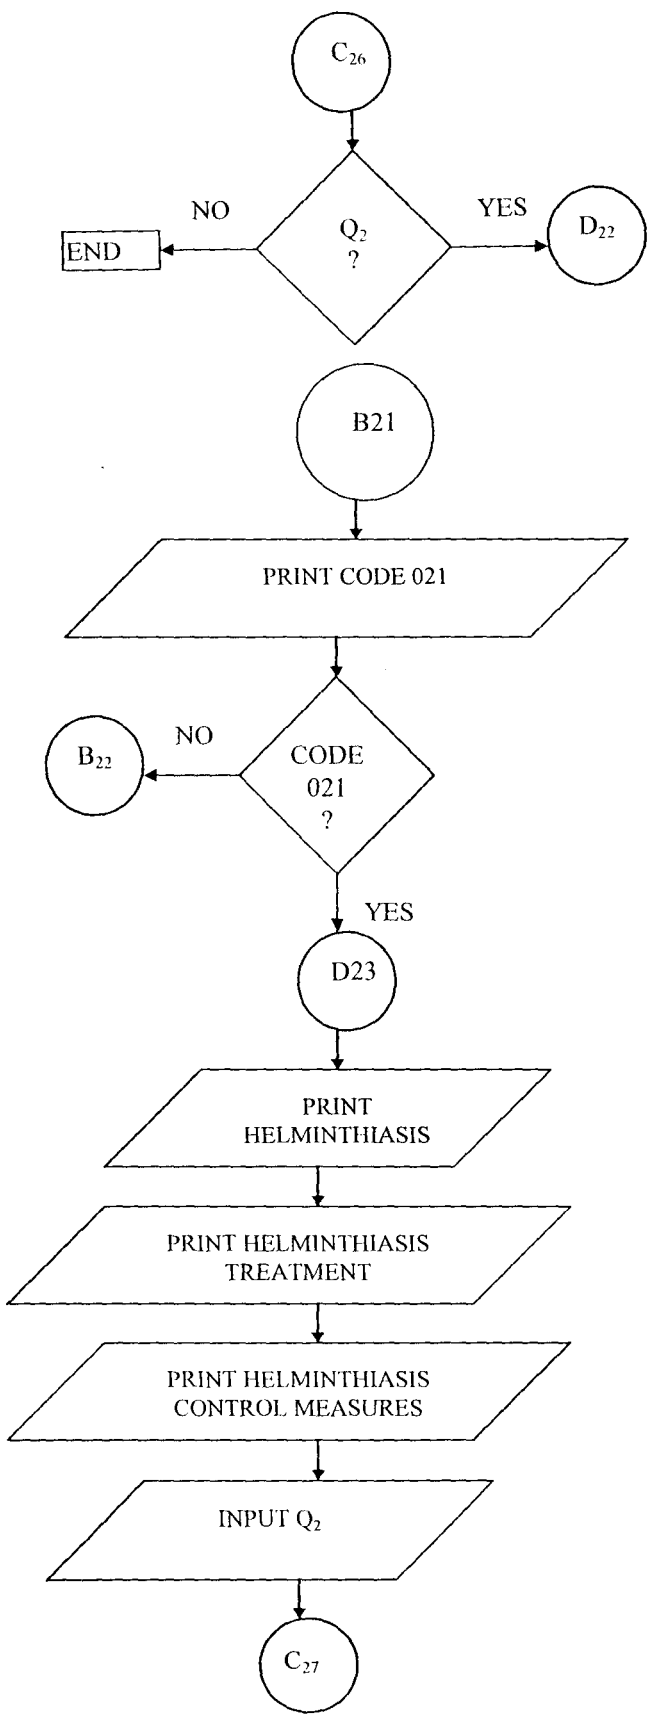 C26
NO
YES
Q2
?
END
D22
B21
PRINT CODE 021
NO
B22
CODE
021
?
YES
D23
PRINT
HELMINTHIASIS
PRINT HELMINTHIASIS
TREATMENT
PRINT HELMINTHIASIS
CONTROL MEASURES
INPUT Q2
C27